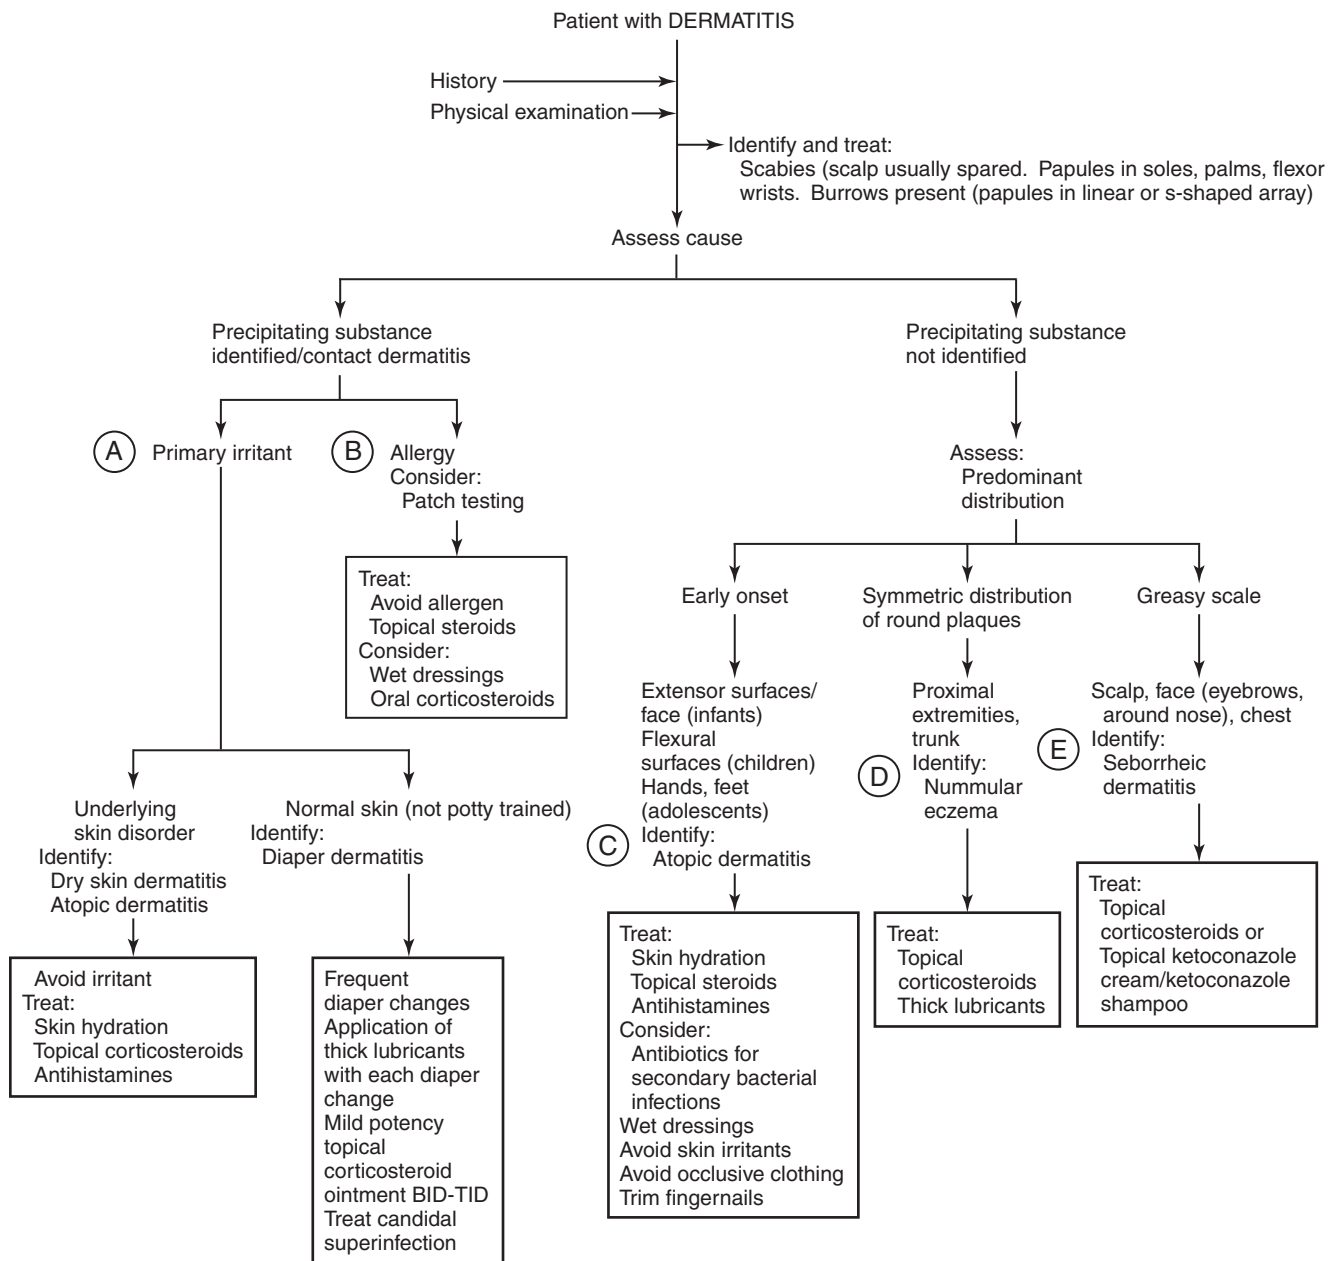 Patient with DERMATITIS
History
Physical examination
Identify and treat:
Scabies (scalp usually spared. Papules in soles, palms, flexor
wrists. Burrows present (papules in linear or s-shaped array)
Assess cause
Precipitating substance
identified/contact dermatitis
Precipitating substance
not identified
A
Primary irritant
B
Allergy
Consider:
Patch testing
Treat:
Avoid allergen
Topical steroids
Consider:
Wet dressings
Oral corticosteroids
Underlying
skin disorder
Identify:
Dry skin dermatitis
Atopic dermatitis
Avoid irritant
Treat:
Skin hydration
Topical corticosteroids
Antihistamines
Normal skin (not potty trained)
Identify:
Diaper dermatitis
Frequent
diaper changes
Application of
thick lubricants
with each diaper
change
Mild potency
topical
corticosteroid
ointment BID-TID
Treat candidal
superinfection
Assess:
Predominant
distribution
Early onset
Extensor surfaces/
face (infants)
Flexural
surfaces (children)
Hands, feet
(adolescents)
C
Identify:
Atopic dermatitis
Treat:
Skin hydration
Topical steroids
Antihistamines
Consider:
Antibiotics for
secondary bacterial
infections
Wet dressings
Avoid skin irritants
Avoid occlusive clothing
Trim fingernails
Symmetric distribution
of round plaques
Proximal
extremities,
trunk
D
Identify:
Nummular
eczema
Treat:
Topical
corticosteroids
Thick lubricants
Greasy scale
Scalp, face (eyebrows,
around nose), chest
E
Identify:
Seborrheic
dermatitis
Treat:
Topical
corticosteroids or
Topical ketoconazole
cream/ketoconazole
shampoo